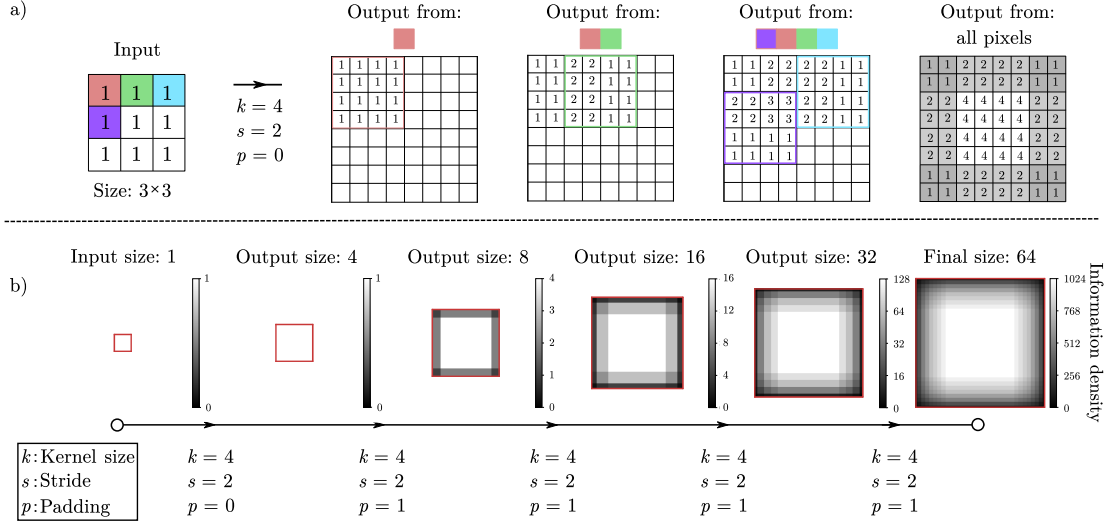 a)
Input
1 1 1
1 1 1
1 1 1
Size: 3×3
k = 4
s = 2
p = 0
Output from:
1 1 1 1
1 1 1 1
1 1 1 1
1 1 1 1
Output from:
1 1 2 2 1 1
1 1 2 2 1 1
1 1 2 2 1 1
1 1 2 2 1 1
Output from:
1 1 2 2 2 2 1 1
1 1 2 2 2 2 1 1
2 2 3 3 2 2 1 1
2 2 3 3 2 2 1 1
1 1 1 1
1 1 1 1
Output from:
all pixels
1 1 2 2 2 2 1 1
1 1 2 2 2 2 1 1
2 2 4 4 4 4 2 2
2 2 4 4 4 4 2 2
2 2 4 4 4 4 2 2
2 2 4 4 4 4 2 2
1 1 2 2 2 2 1 1
1 1 2 2 2 2 1 1
b)
Input size: 1
1
0
Output size: 4
1
0
Output size: 8
4
3
2
1
0
Output size: 16
16
12
8
4
0
Output size: 32
128
64
32
16
0
Final size: 64
1024
768
512
256
0
Information density
k:Kernel size
s:Stride
p:Padding
k = 4
s = 2
p = 0
k = 4
s = 2
p = 1
k = 4
s = 2
p = 1
k = 4
s = 2
p = 1
k = 4
s = 2
p = 1